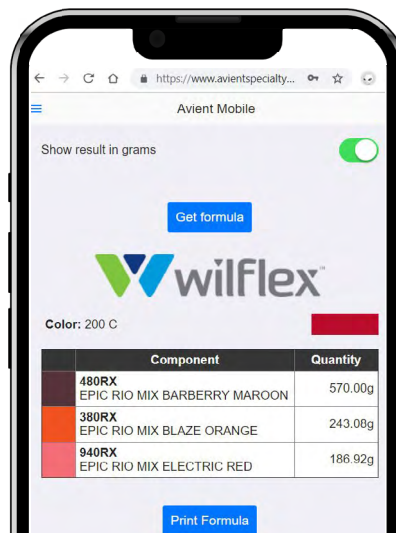 https://www.avientspecialty...
Avient Mobile
Show result in grams
Get formula
wilflex™
Color: 200 C
Component Quantity
480RX
EPIC RIO MIX BARBERRY MAROON 570.00g
380RX
EPIC RIO MIX BLAZE ORANGE 243.08g
940RX
EPIC RIO MIX ELECTRIC RED 186.92g
Print Formula